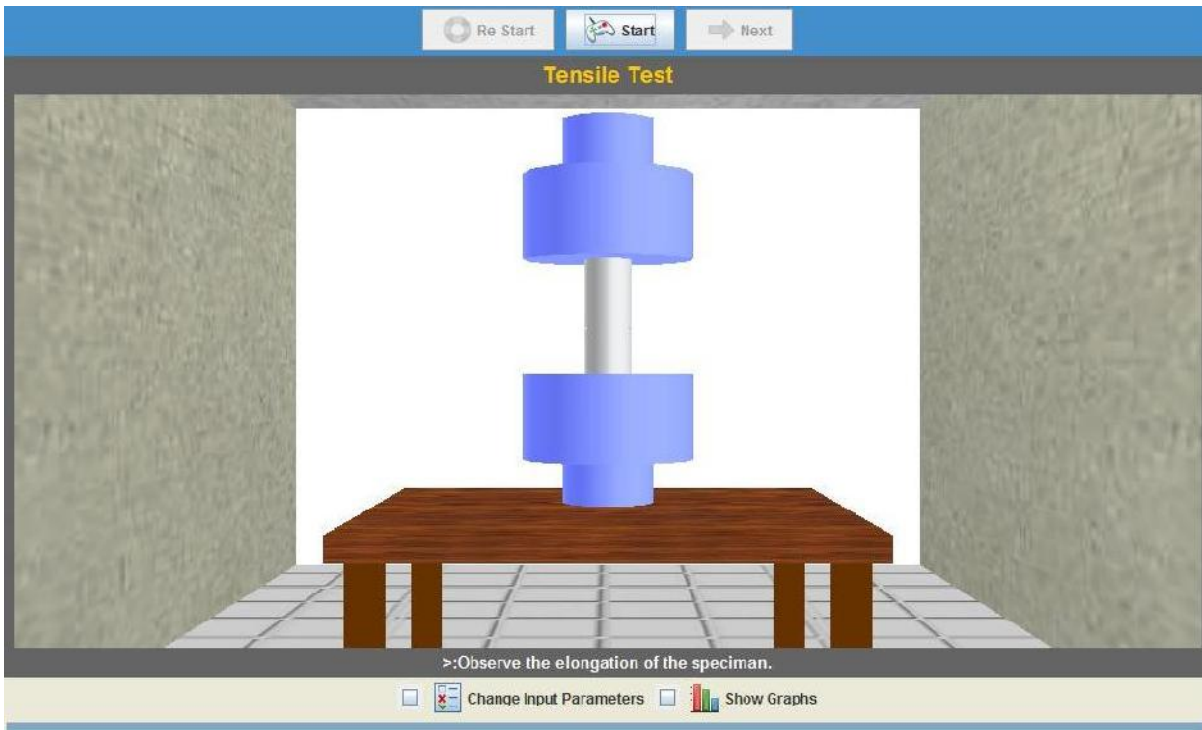 Re Start Start Next
Tensile Test
>:Observe the elongation of the speciman.
Change Input Parameters Show Graphs